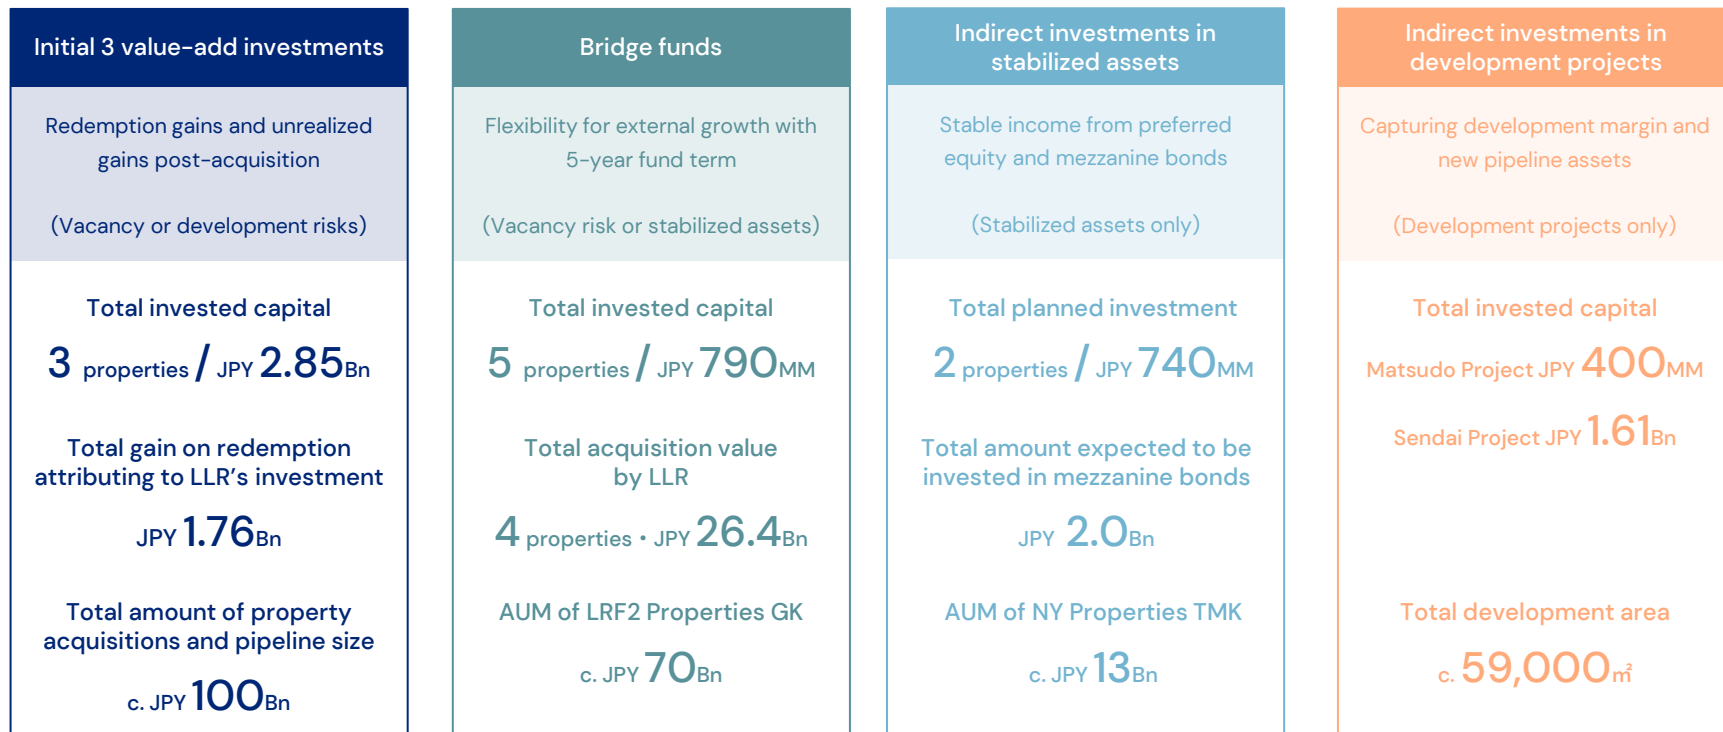 Initial 3 value-add investments
Redemption gains and unrealized
gains post-acquisition
(Vacancy or development risks)
Total invested capital
3 properties / JPY 2.85Bn
Total gain on redemption
attributing to LLR's investment
JPY 1.76Bn
Total amount of property
acquisitions and pipeline size
c. JPY 100Bn
Bridge funds
Flexibility for external growth with
5-year fund term
(Vacancy risk or stabilized assets)
Total invested capital
5 properties / JPY 790MM
Total acquisition value
by LLR
4 properties・JPY 26.4Bn
AUM of LRF2 Properties GK
c. JPY 70Bn
Indirect investments in
stabilized assets
Stable income from preferred
equity and mezzanine bonds
(Stabilized assets only)
Total planned investment
2 properties / JPY 740MM
Total amount expected to be
invested in mezzanine bonds
JPY 2.0Bn
AUM of NY Properties TMK
c. JPY 13Bn
Indirect investments in
development projects
Capturing development margin and
new pipeline assets
(Development projects only)
Total invested capital
Matsudo Project JPY 400MM
Sendai Project JPY 1.61Bn
Total development area
c. 59,000㎡